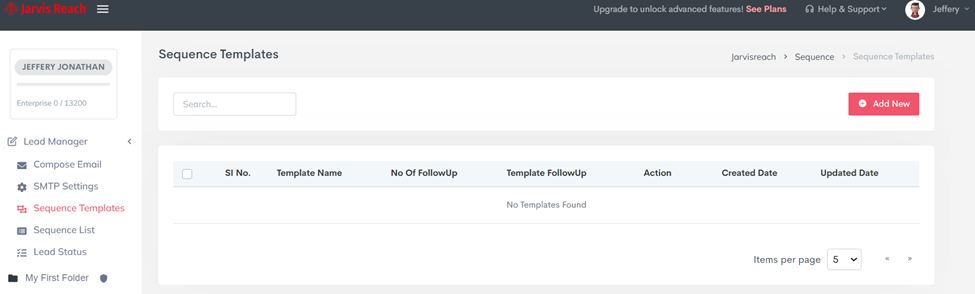 Jarvis Reach
Upgrade to unlock advanced features! See Plans
Help & Support
Jeffery
JEFFERY JONATHAN
Enterprise 0 / 13200
Lead Manager
Compose Email
SMTP Settings
Sequence Templates
Sequence List
Lead Status
My First Folder
Sequence Templates
Jarvisreach > Sequence > Sequence Templates
Search...
Add New
SI No. Template Name No Of FollowUp Template FollowUp Action Created Date Updated Date
No Templates Found
Items per page 5 « »